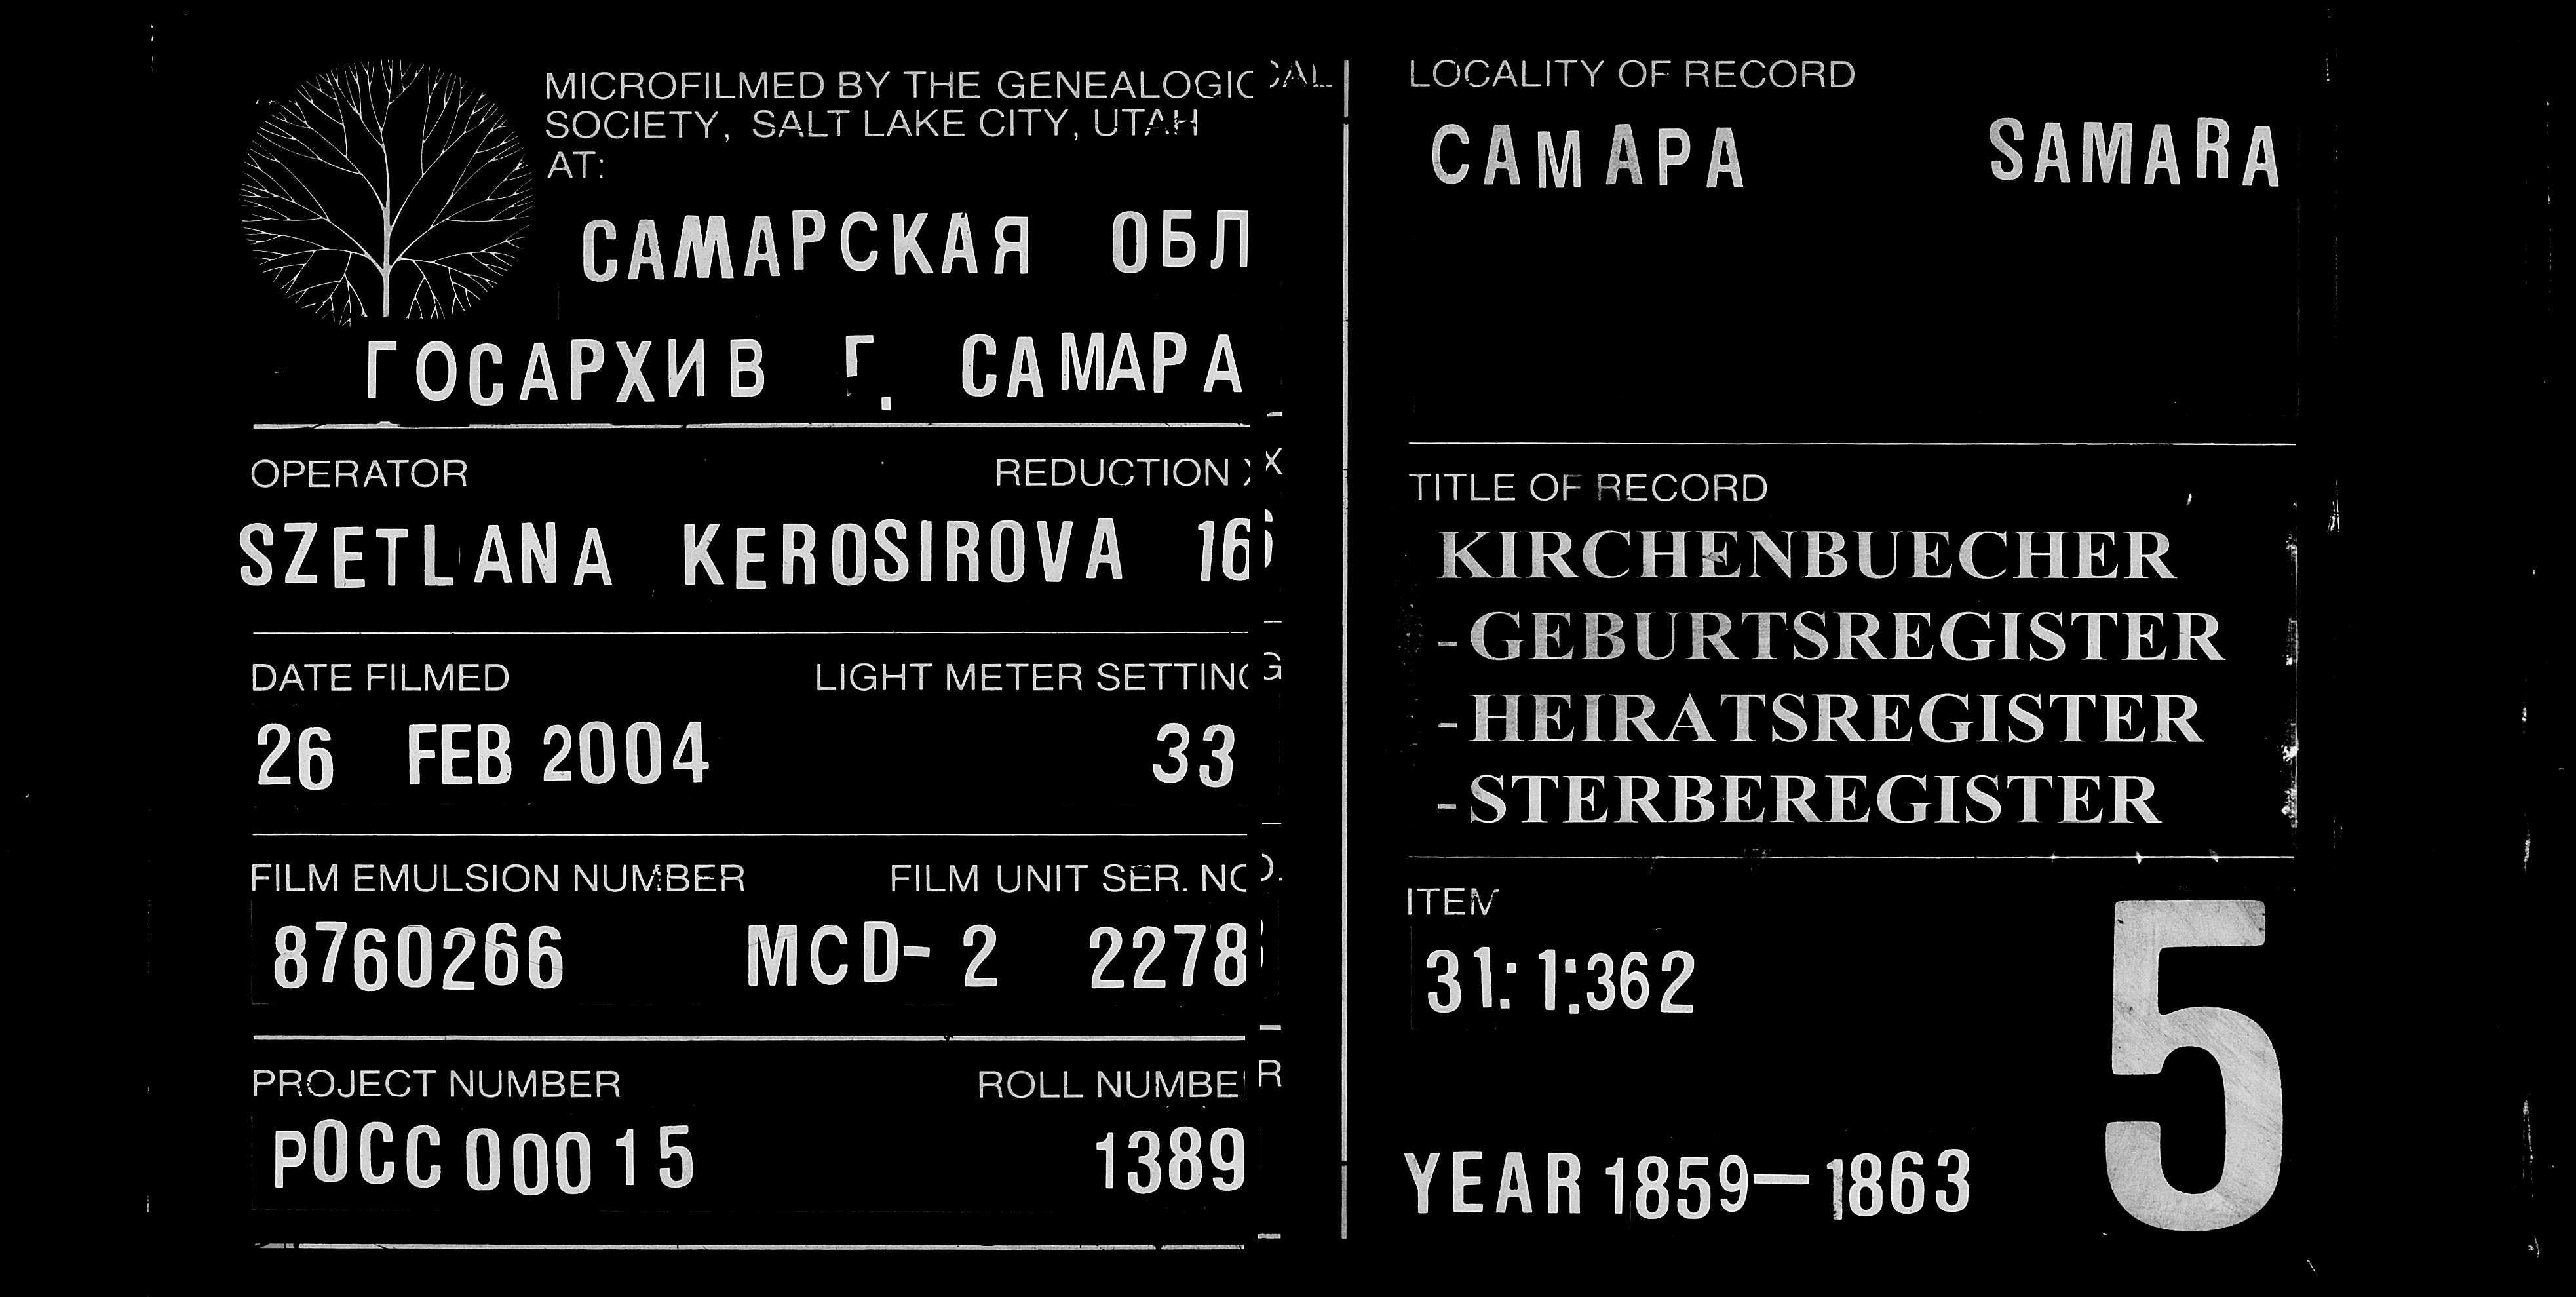 MICROFILMED BY THE GENEALOGICAL
SOCIETY, SALT LAKE CITY, UTAH
AT:
САМАРСКАЯ ОБЛ
ГОСАРХИВ Г. САМАРА
OPERATOR REDUCTION X
SZETLANA KEROSIROVA 16
DATE FILMED LIGHT METER SETTING
26 FEB 2004 33
FILM EMULSION NUMBER FILM UNIT SER. NO.
8760266 MCD-2 2278
PROJECT NUMBER ROLL NUMBER
РОСС 00015 1389
LOCALITY OF RECORD
САМАРА SAMARA
TITLE OF RECORD
KIRCHENBUECHER
-GEBURTSREGISTER
-HEIRATSREGISTER
-STERBEREGISTER
ITEM
31:1:362
5
YEAR 1859—1863